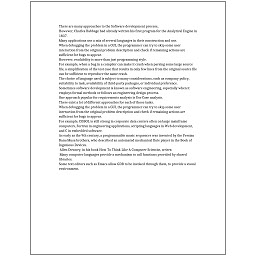 There are many approaches to the Software development process.
However, Charles Babbage had already written his first program for the Analytical Engine in
1837.
Many applications use a mix of several languages in their construction and use.
When debugging the problem in a GUI, the programmer can try to skip some user
interaction from the original problem description and check if remaining actions are
sufficient for bugs to appear.
However, readability is more than just programming style.
For example, when a bug in a compiler can make it crash when parsing some large source
file, a simplification of the test case that results in only few lines from the original source file
can be sufficient to reproduce the same crash.
The choice of language used is subject to many considerations, such as company policy,
suitability to task, availability of third-party packages, or individual preference.
Sometimes software development is known as software engineering, especially when it
employs formal methods or follows an engineering design process.
One approach popular for requirements analysis is Use Case analysis.
There exist a lot of different approaches for each of those tasks.
When debugging the problem in a GUI, the programmer can try to skip some user
interaction from the original problem description and check if remaining actions are
sufficient for bugs to appear.
For example, COBOL is still strong in corporate data centers often on large mainframe
computers, Fortran in engineering applications, scripting languages in Web development,
and C in embedded software.
As early as the 9th century, a programmable music sequencer was invented by the Persian
Banu Musa brothers, who described an automated mechanical flute player in the Book of
Ingenious Devices.
Allen Downey, in his book How To Think Like A Computer Scientist, writes:
Many computer languages provide a mechanism to call functions provided by shared
libraries.
Some text editors such as Emacs allow GDB to be invoked through them, to provide a visual
environment.